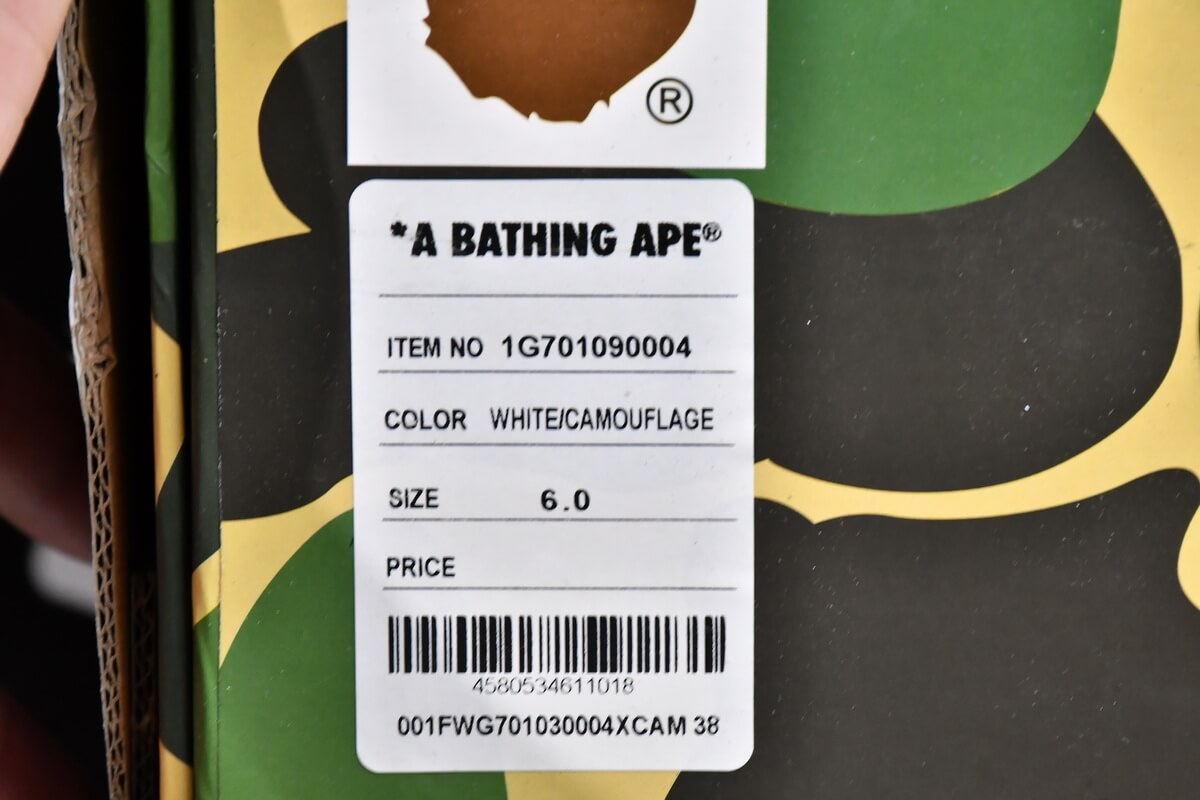 ®
*A BATHING APE®
ITEM NO 1G701090004
COLOR WHITE/CAMOUFLAGE
SIZE 6.0
PRICE
4580534611018
001FWG701030004XCAM 38